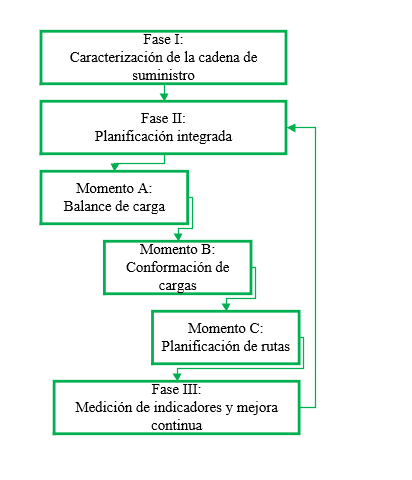 Fase I:
Caracterización de la cadena de
suministro
Fase II:
Planificación integrada
Momento A:
Balance de carga
Momento B:
Conformación de
cargas
Momento C:
Planificación de rutas
Fase III:
Medición de indicadores y mejora
continua